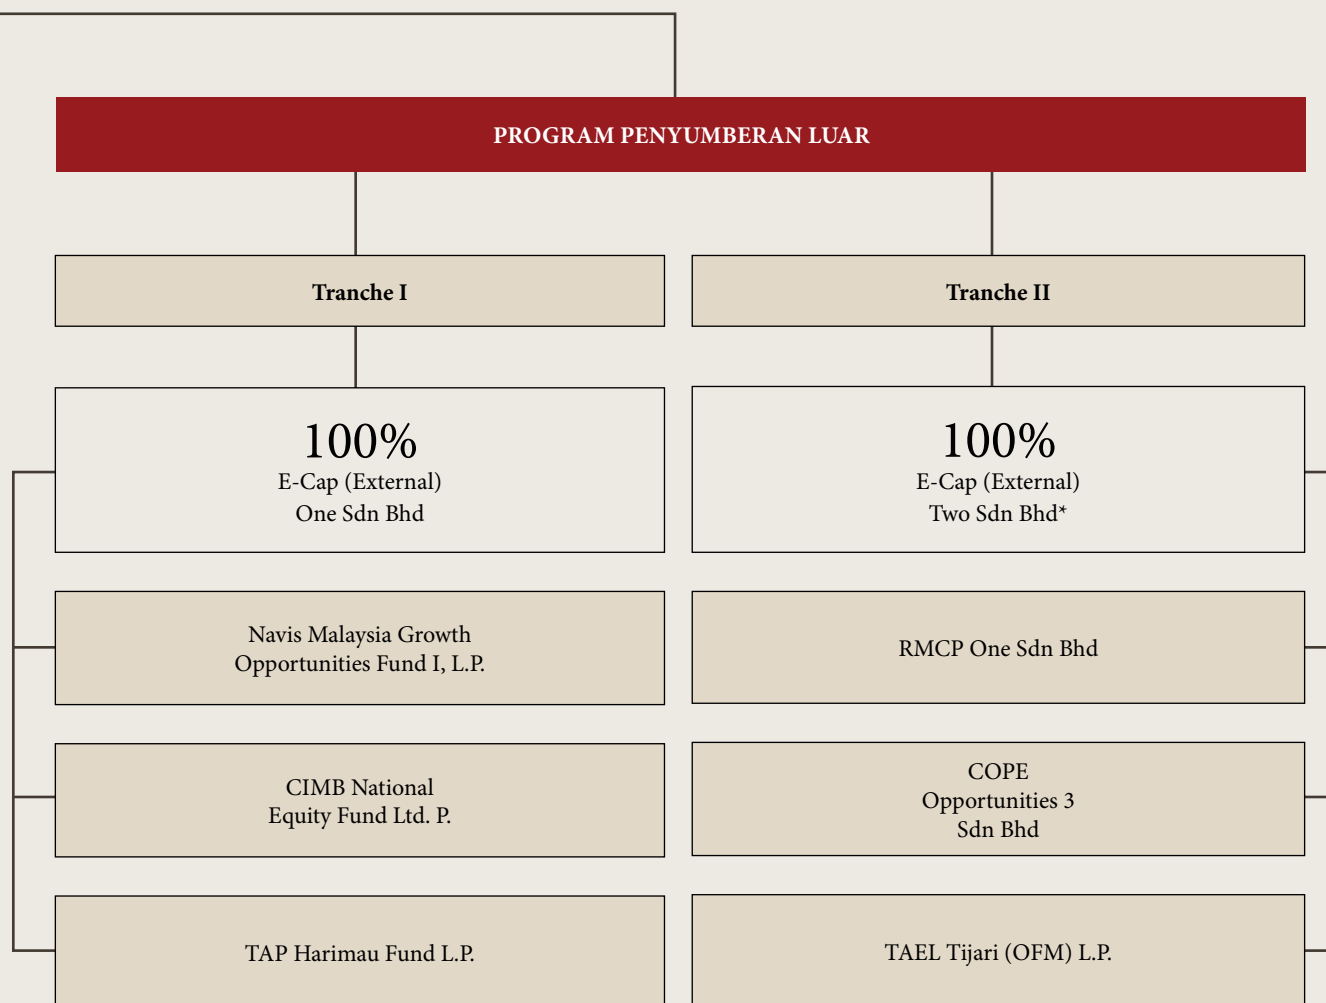 PROGRAM PENYUMBERAN LUAR
Tranche I
100%
E-Cap (External)
One Sdn Bhd
Navis Malaysia Growth
Opportunities Fund I, L.P.
CIMB National
Equity Fund Ltd. P.
TAP Harimau Fund L.P.
Tranche II
100%
E-Cap (External)
Two Sdn Bhd*
RMCP One Sdn Bhd
COPE
Opportunities 3
Sdn Bhd
TAEL Tijari (OFM) L.P.